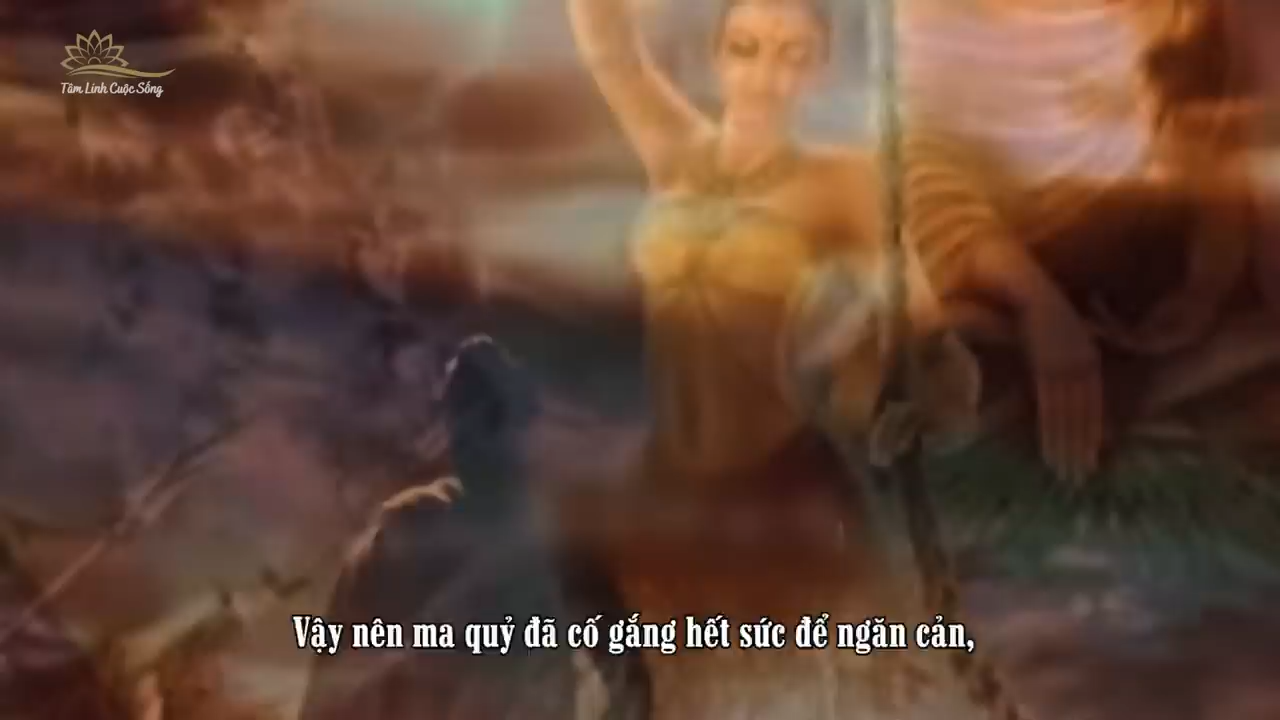 Tâm Linh Cuộc Sống
Vậy nên ma quỷ đã cố gắng hết sức để ngăn cản,